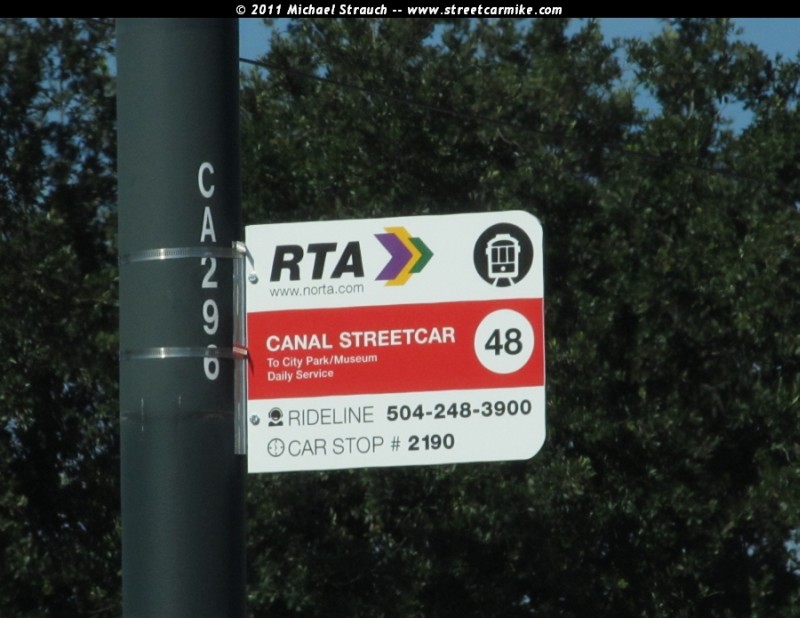 © 2011 Michael Strauch -- www.streetcarmike.com
CA296
RTA
www.norta.com
CANAL STREETCAR
To City Park/Museum
Daily Service
48
RIDELINE 504-248-3900
CAR STOP # 2190